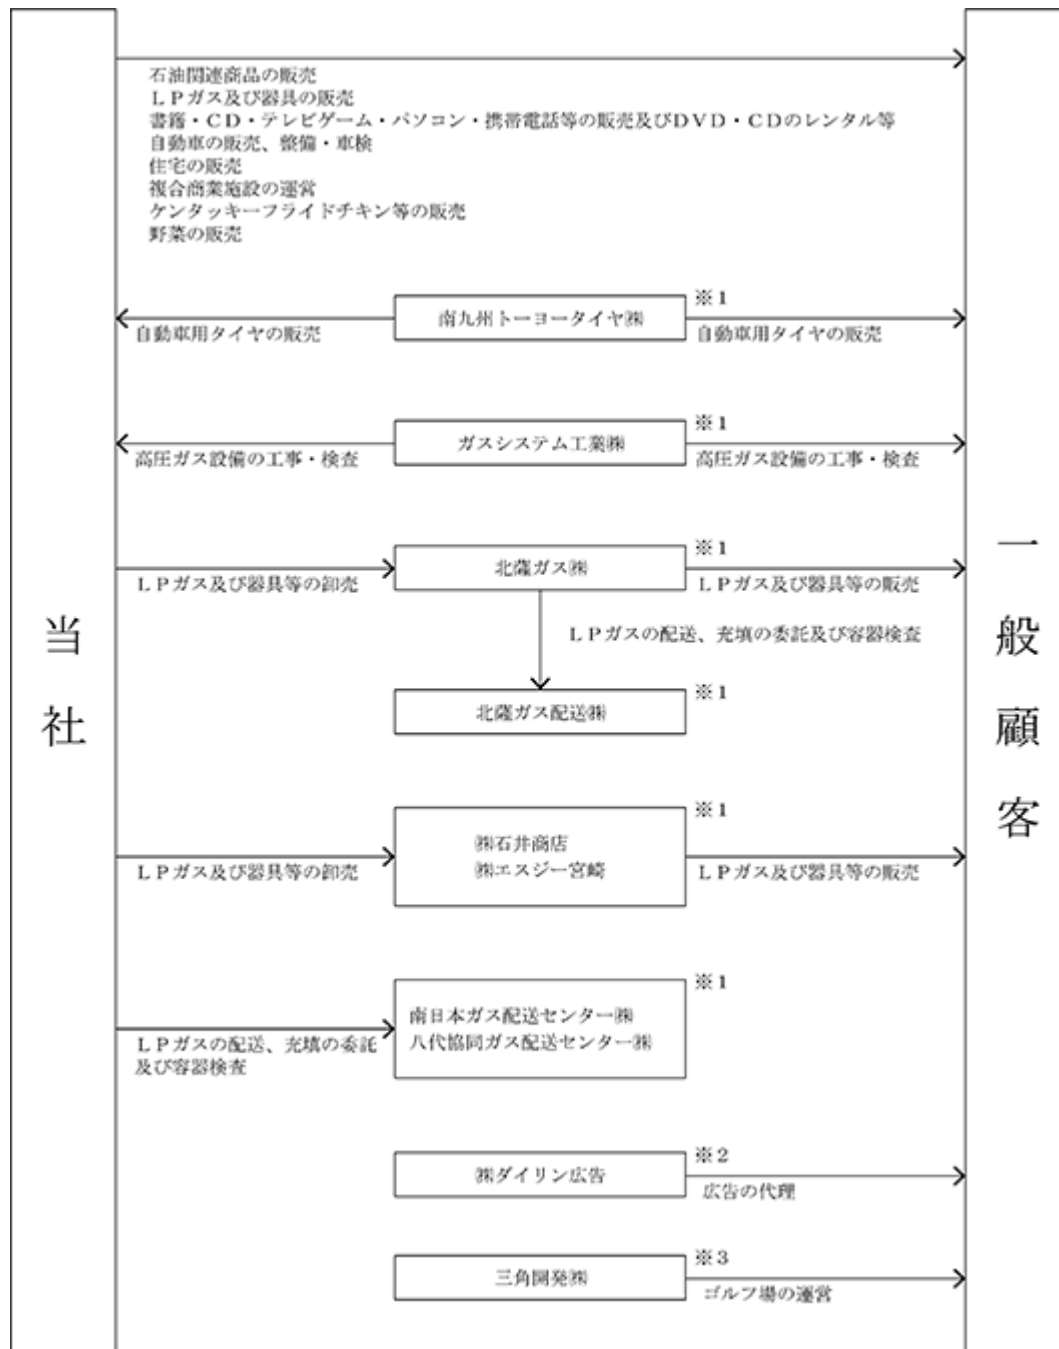 石油関連商品の販売
ＬＰガス及び器具の販売
書籍・ＣＤ・テレビゲーム・パソコン・携帯電話等の販売及びＤＶＤ・ＣＤのレンタル等
自動車の販売、整備・車検
住宅の販売
複合商業施設の運営
ケンタッキーフライドチキン等の販売
野菜の販売
※１
南九州トーヨータイヤ㈱
自動車用タイヤの販売
自動車用タイヤの販売
※１
ガスシステム工業㈱
高圧ガス設備の工事・検査
高圧ガス設備の工事・検査
※１
北薩ガス㈱
ＬＰガス及び器具等の卸売
ＬＰガス及び器具等の販売
ＬＰガスの配送、充填の委託及び容器検査
※１
北薩ガス配送㈱
当社
一般顧客
※１
㈱石井商店
㈱エスジー宮崎
ＬＰガス及び器具等の卸売
ＬＰガス及び器具等の販売
※１
南日本ガス配送センター㈱
八代協同ガス配送センター㈱
ＬＰガスの配送、充填の委託
及び容器検査
※２
㈱ダイリン広告
広告の代理
※３
三角開発㈱
ゴルフ場の運営